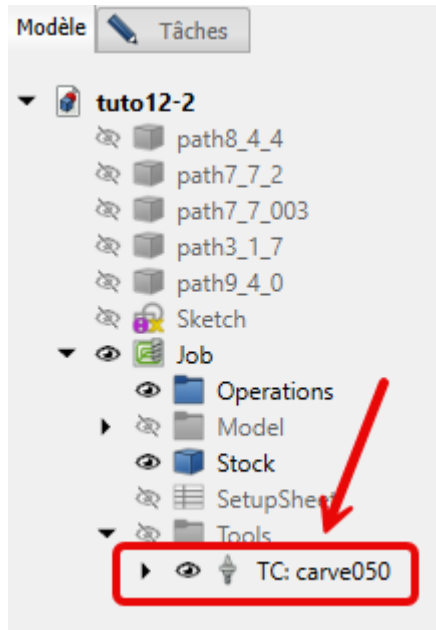 Modèle Tâches
tuto12-2
path8_4_4
path7_7_2
path7_7_003
path3_1_7
path9_4_0
Sketch
Job
Operations
Model
Stock
SetupSheet
Tools
TC: carve050